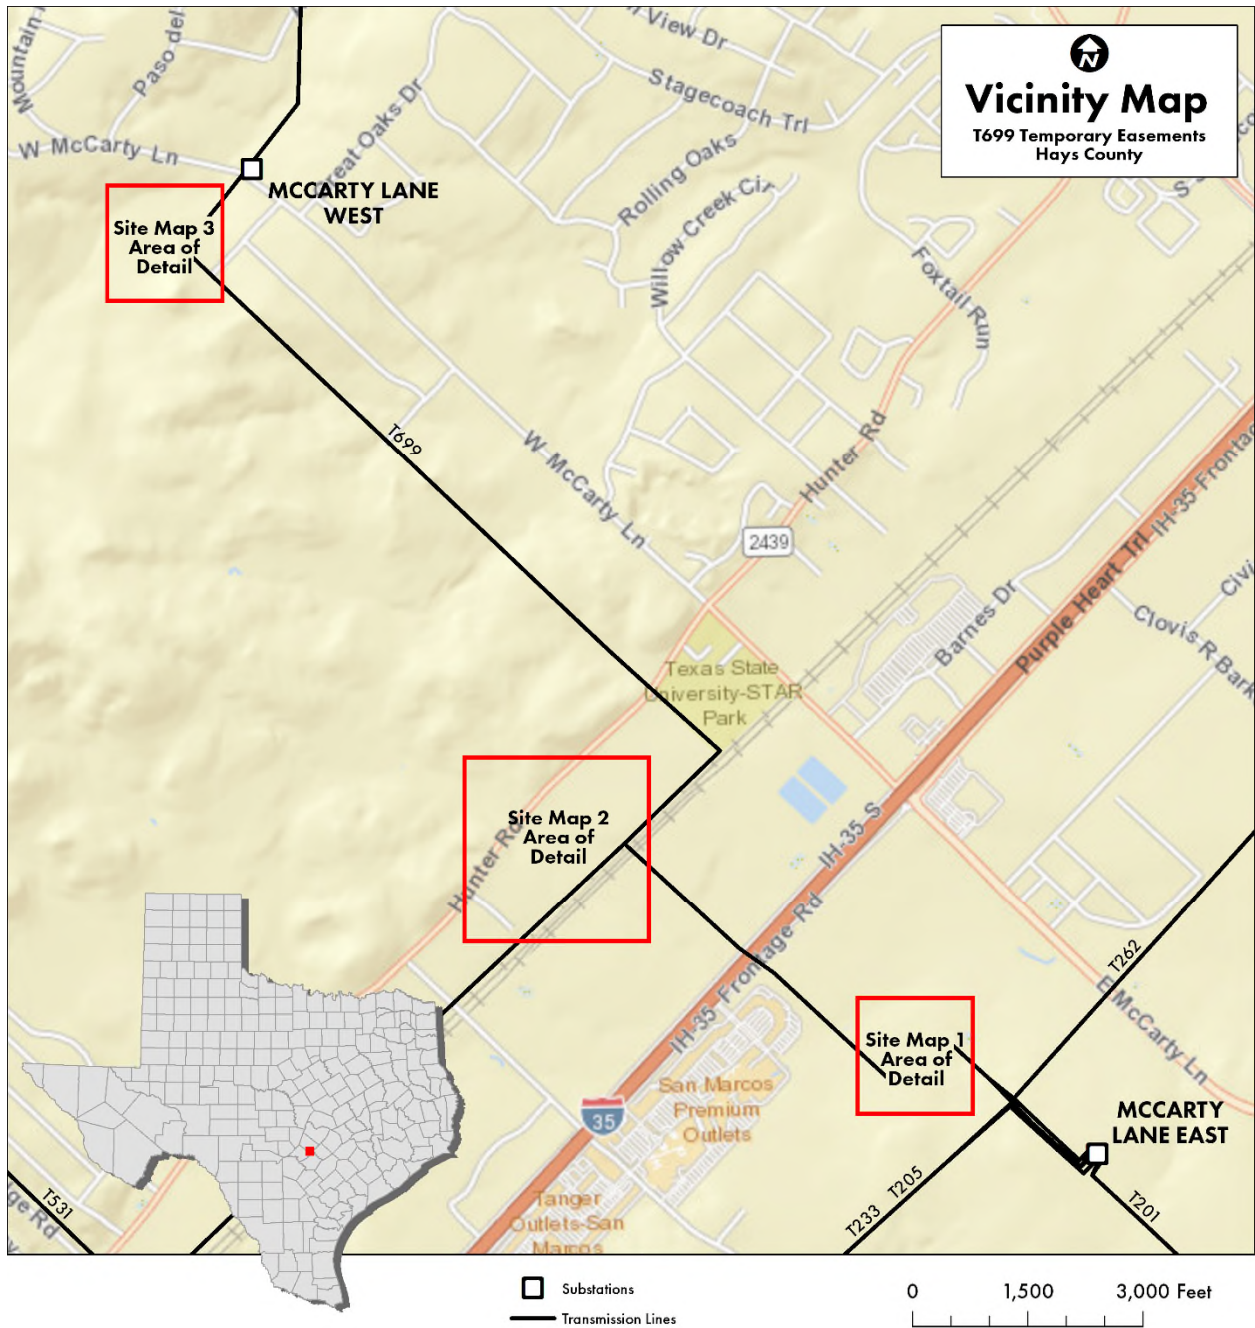 Mountain
Paso del
View Dr
Stagecoach Trl
Great Oaks Dr
Rolling Oaks
Willow Creek Cir
W McCarty Ln
MCCARTY LANE
WEST
N
Vicinity Map
T699 Temporary Easements
Hays County
S
Site Map 3
Area of
Detail
Foxtail Run
T699
W McCarty Ln
Hunter Rd
2439
IH-35 Frontag
Purple Heart Trl
Barnes Dr
Civi
Clovis R Bark
Texas State
University-STAR
Park
Site Map 2
Area of
Detail
Hunter Rd
IH-35 S
IH-35 Frontage Rd
T262
E McCarty Ln
Site Map 1
Area of
Detail
San Marcos
Premium
Outlets
35
MCCARTY
LANE EAST
T205
T233
T201
T531
ge Rd
Tanger
Outlets-San
Marcos
Substations
Transmission Lines
0 1,500 3,000 Feet